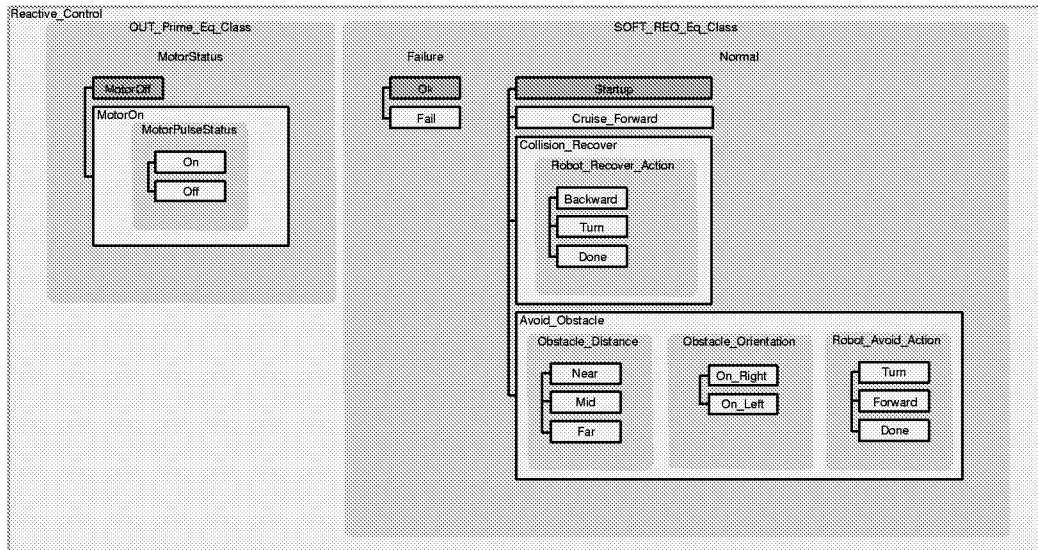 Reactive_Control
OUT_Prime_Eq_Class
MotorStatus
MotorOff
MotorOn
MotorPulseStatus
On
Off
SOFT_REQ_Eq_Class
Failure
Ok
Fail
Normal
Startup
Cruise_Forward
Collision_Recover
Robot_Recover_Action
Backward
Turn
Done
Avoid_Obstacle
Obstacle_Distance
Near
Mid
Far
Obstacle_Orientation
On_Right
On_Left
Robot_Avoid_Action
Turn
Forward
Done